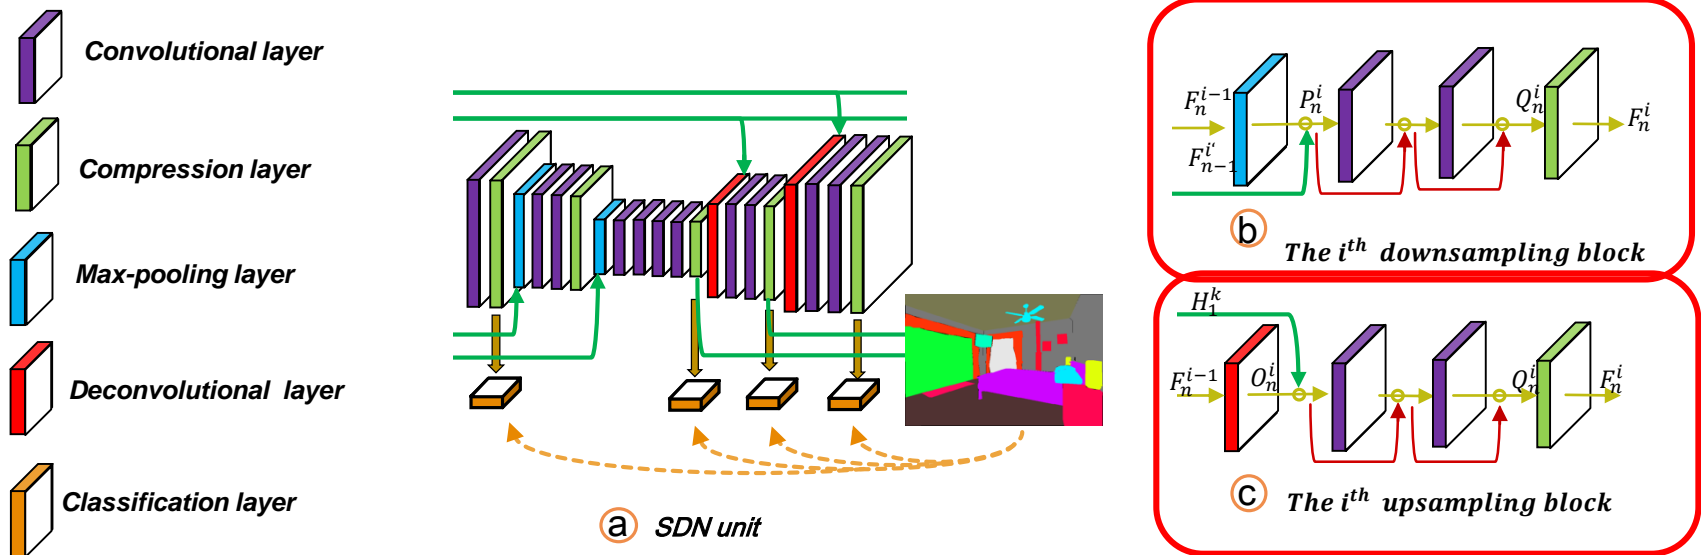 Convolutional layer
Compression layer
Max-pooling layer
Deconvolutional layer
Classification layer
a SDN unit
F_n^{i-1}
P_n^i
Q_n^i
F_n^i
F_{n-1}^{i'}
b
The i^{th} downsampling block
H_1^k
F_n^{i-1}
O_n^i
Q_n^i
F_n^i
c
The i^{th} upsampling block